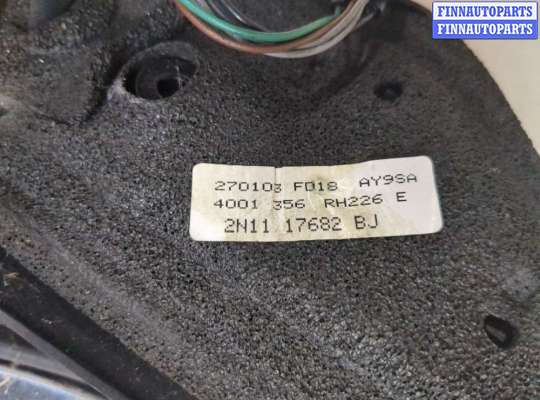 FINNAUTOPARTS
FINNAUTOPARTS
270103 FD18 AY9SA
4001 356 RH226 E
2N11 17682 BJ